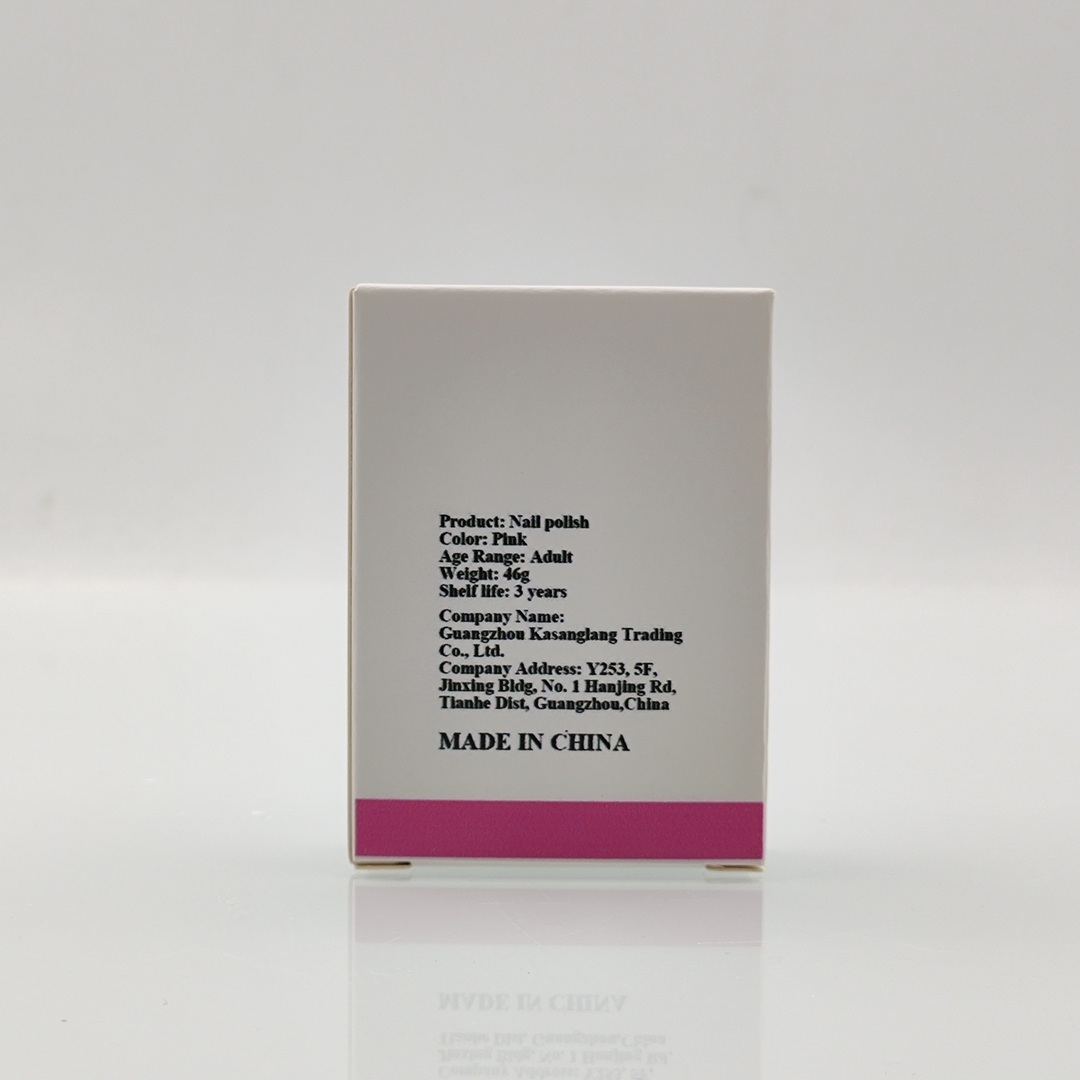 Product: Nail polish
Color: Pink
Age Range: Adult
Weight: 46g
Shelf life: 3 years
Company Name:
Guangzhou Kasanglang Trading
Co., Ltd.
Company Address: Y253, 5F,
Jinxing Bldg, No. 1 Hanjing Rd,
Tianhe Dist, Guangzhou,China
MADE IN CHINA